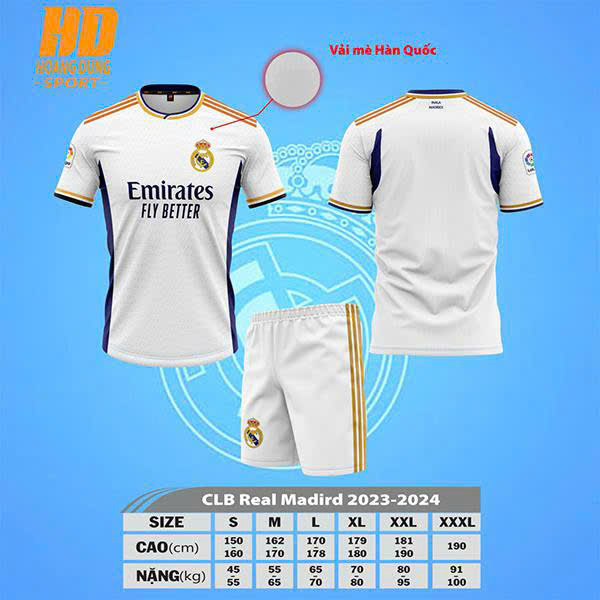 HD
HOANG DUNG
-SPORT-
Vải mè Hàn Quốc
Emirates
FLY BETTER
HALA
MADRID
CLB Real Madird 2023-2024
SIZE S M L XL XXL XXXL
CAO(cm) 150-160 162-170 170-178 179-180 181-190 190
NẶNG(kg) 45-55 55-65 65-70 70-80 80-95 91-100